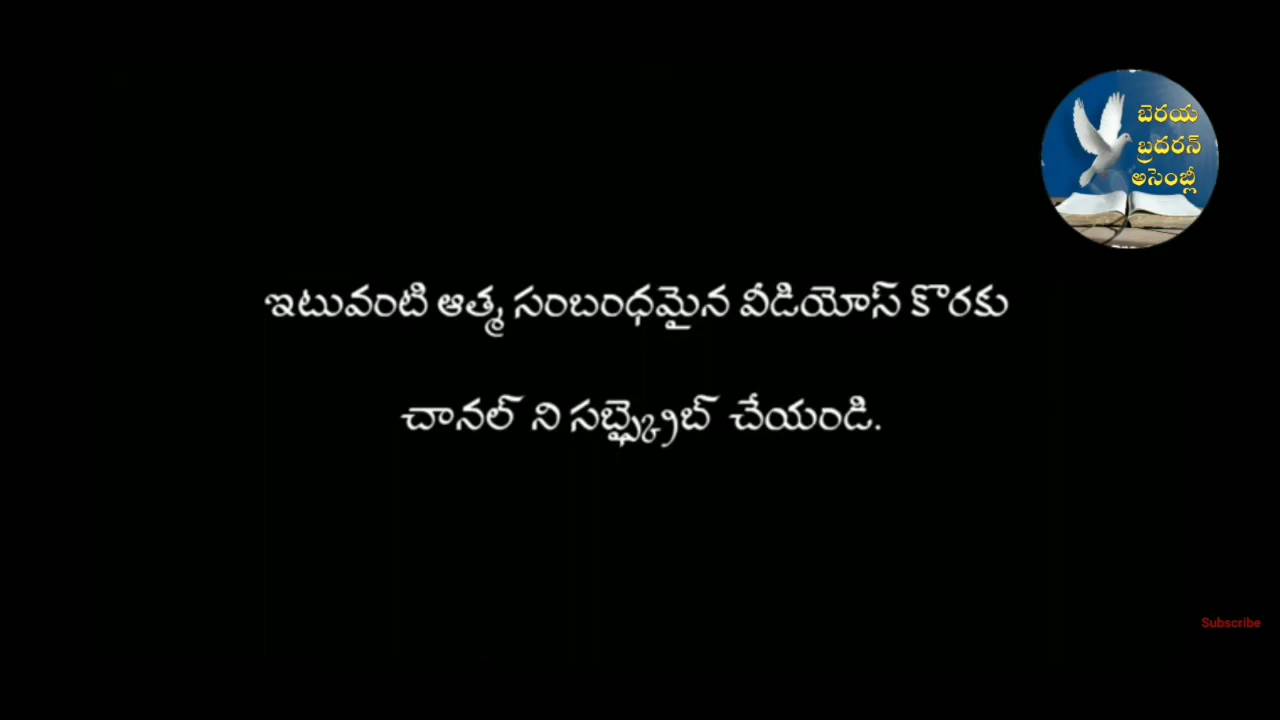 బెరయ
బ్రదరన్
అసెంబ్లీ
ఇటువంటి ఆత్మ సంబంధమైన వీడియోస్ కొరకు
చానల్ ని సబ్స్క్రైబ్ చేయండి.
Subscribe